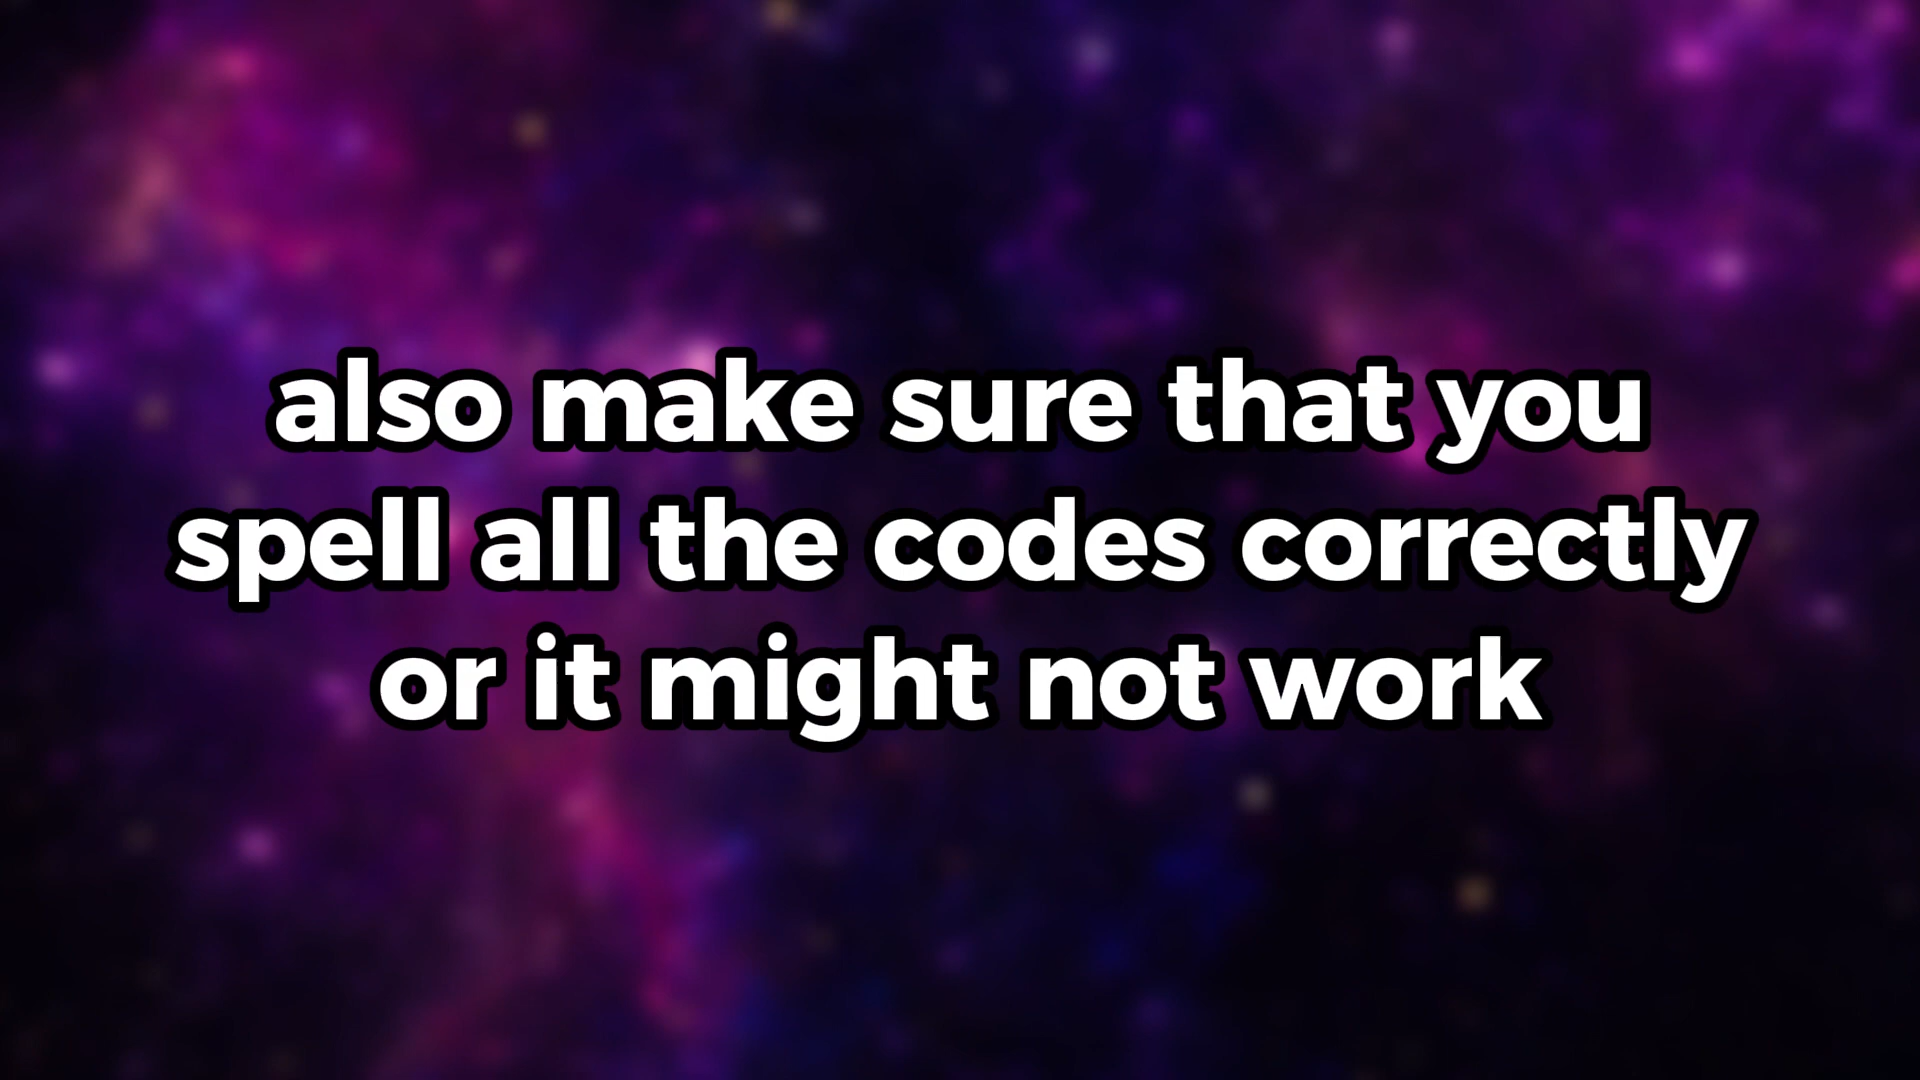 also make sure that you
spell all the codes correctly
or it might not work